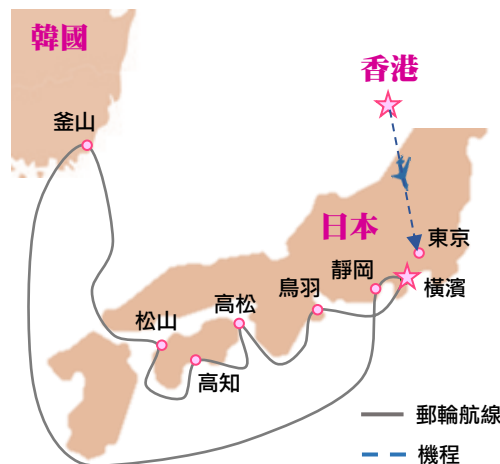 韓國
香港
釜山
日本
東京
靜岡
鳥羽
橫濱
高松
松山
高知
郵輪航線
機程